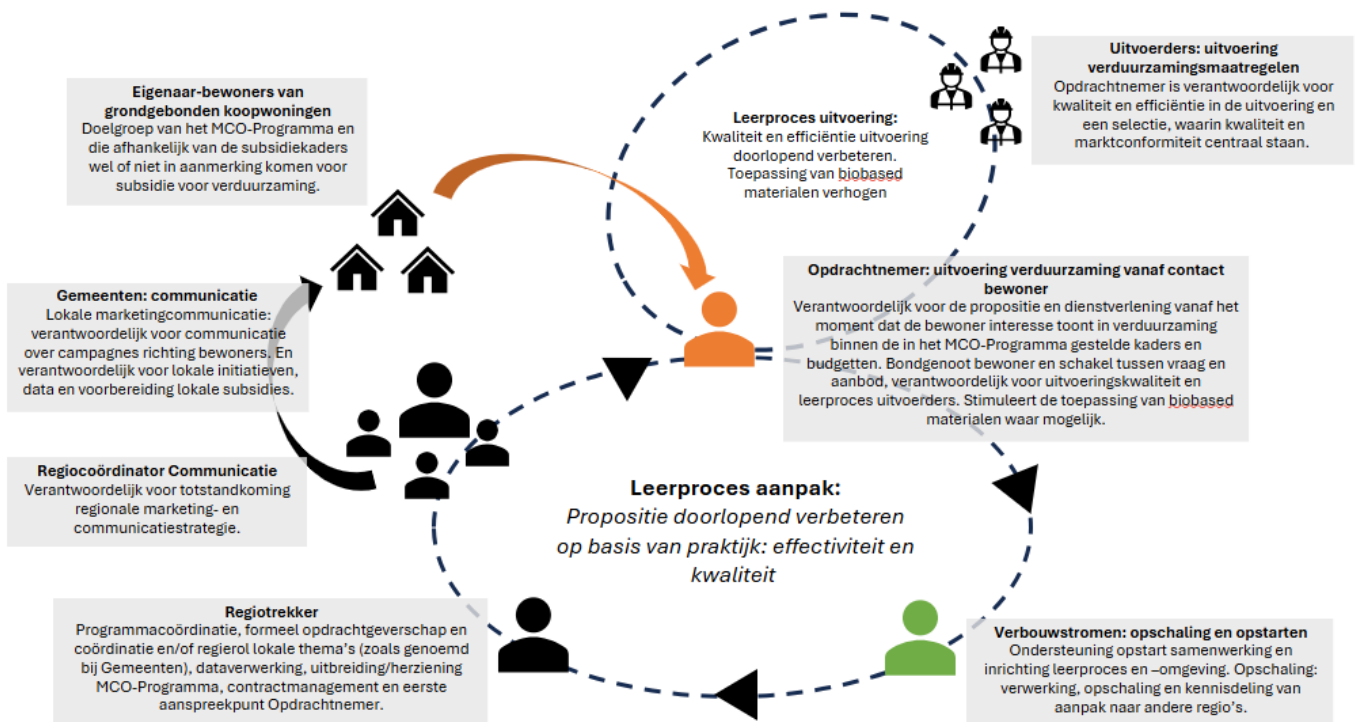 Eigenaar-bewoners van
grondgebonden koopwoningen
Doelgroep van het MCO-Programma en
die afhankelijk van de subsidiekaders
wel of niet in aanmerking komen voor
subsidie voor verduurzaming.
Leerproces uitvoering:
Kwaliteit en efficiëntie uitvoering
doorlopend verbeteren.
Toepassing van biobased
materialen verhogen
Uitvoerders: uitvoering
verduurzamingsmaatregelen
Opdrachtnemer is verantwoordelijk voor
kwaliteit en efficiëntie in de uitvoering en
een selectie, waarin kwaliteit en
marktconformiteit centraal staan.
Gemeenten: communicatie
Lokale marketingcommunicatie:
verantwoordelijk voor communicatie
over campagnes richting bewoners. En
verantwoordelijk voor lokale initiatieven,
data en voorbereiding lokale subsidies.
Opdrachtnemer: uitvoering verduurzaming vanaf contact
bewoner
Verantwoordelijk voor de propositie en dienstverlening vanaf het
moment dat de bewoner interesse toont in verduurzaming
binnen de in het MCO-Programma gestelde kaders en
budgetten. Bondgenoot bewoner en schakel tussen vraag en
aanbod, verantwoordelijk voor uitvoeringskwaliteit en
leerproces uitvoerders. Stimuleert de toepassing van biobased
materialen waar mogelijk.
Regiocoördinator Communicatie
Verantwoordelijk voor totstandkoming
regionale marketing- en
communicatiestrategie.
Leerproces aanpak:
Propositie doorlopend verbeteren
op basis van praktijk: effectiviteit en
kwaliteit
Regiotrekker
Programmacoördinatie, formeel opdrachtgeverschap en
coördinatie en/of regierol lokale thema's (zoals genoemd
bij Gemeenten), dataverwerking, uitbreiding/herziening
MCO-Programma, contractmanagement en eerste
aanspreekpunt Opdrachtnemer.
Verbouwstromen: opschaling en opstarten
Ondersteuning opstart samenwerking en
inrichting leerproces en –omgeving. Opschaling:
verwerking, opschaling en kennisdeling van
aanpak naar andere regio's.